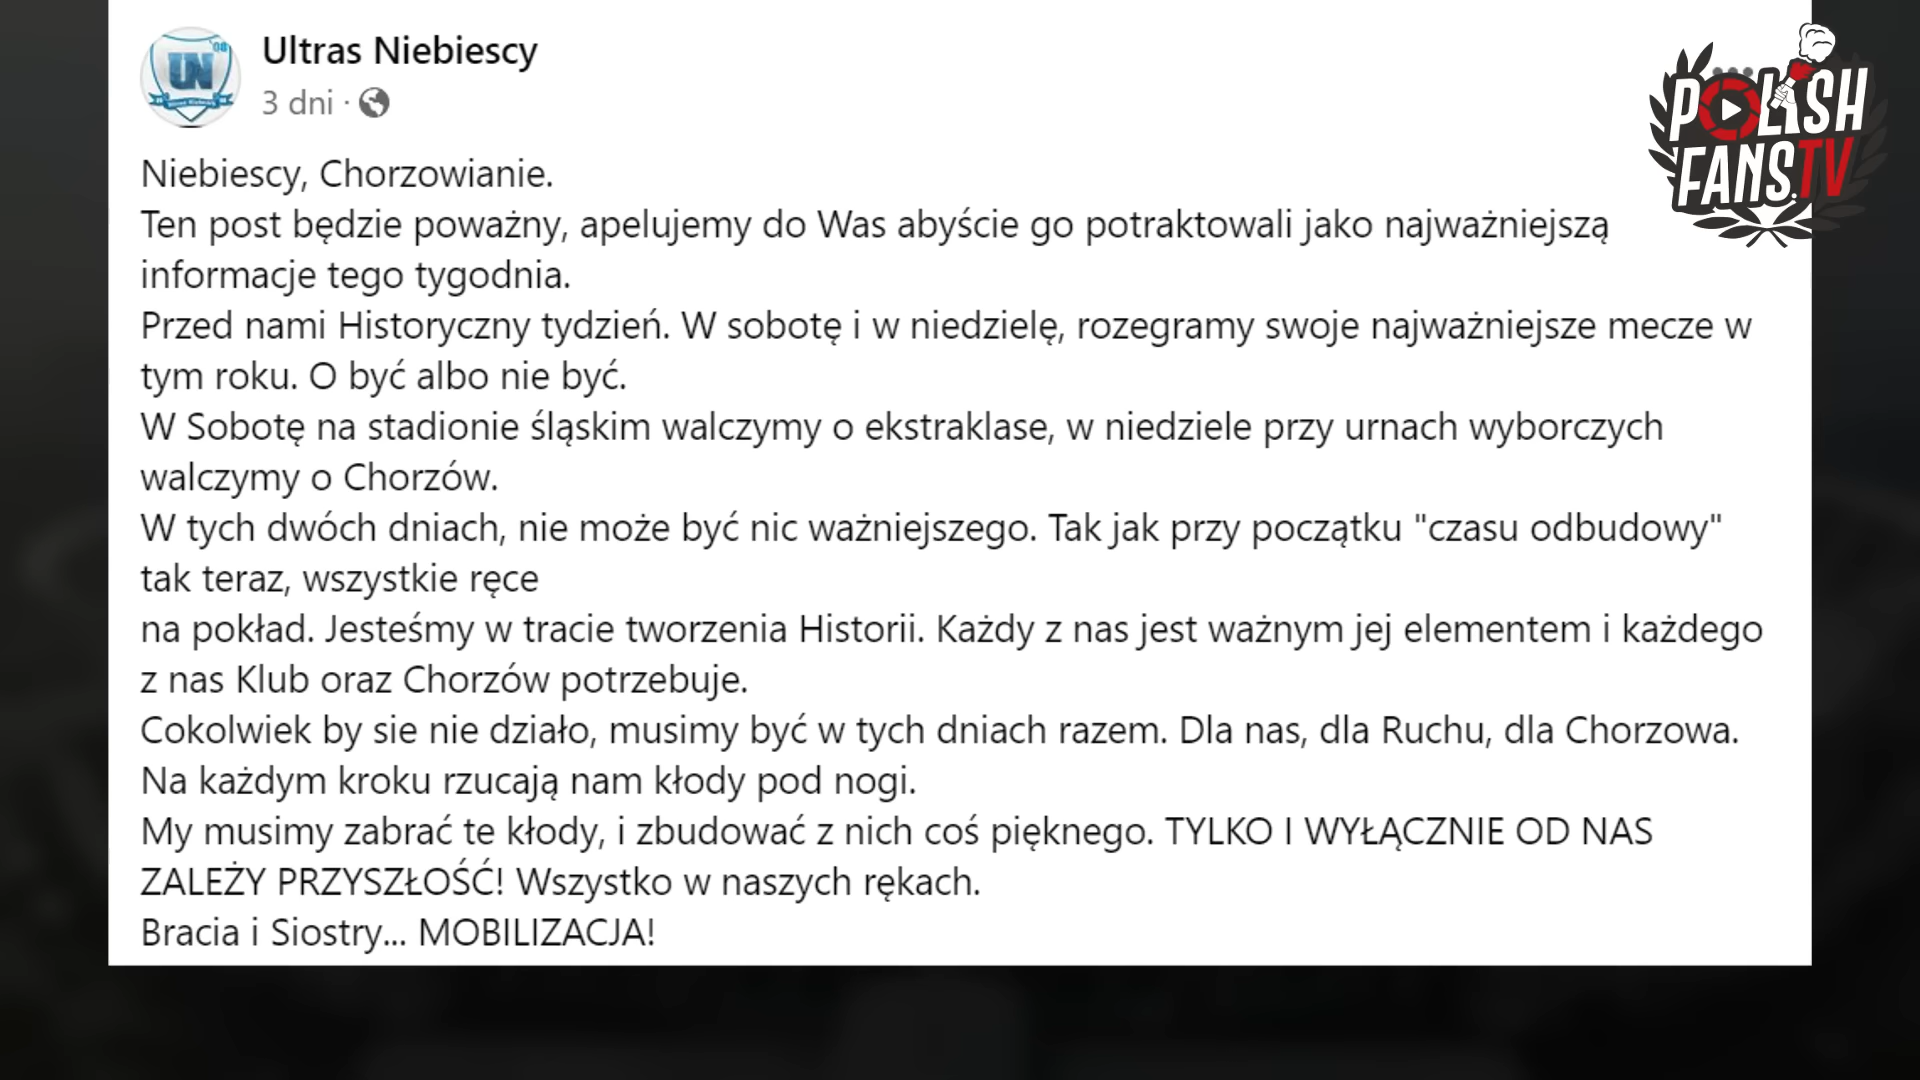 Ultras Niebiescy
3 dni ·
Niebiescy, Chorzowianie.
Ten post będzie poważny, apelujemy do Was abyście go potraktowali jako najważniejszą
informacje tego tygodnia.
Przed nami Historyczny tydzień. W sobotę i w niedzielę, rozegramy swoje najważniejsze mecze w
tym roku. O być albo nie być.
W Sobotę na stadionie śląskim walczymy o ekstraklase, w niedziele przy urnach wyborczych
walczymy o Chorzów.
W tych dwóch dniach, nie może być nic ważniejszego. Tak jak przy początku "czasu odbudowy"
tak teraz, wszystkie ręce
na pokład. Jesteśmy w tracie tworzenia Historii. Każdy z nas jest ważnym jej elementem i każdego
z nas Klub oraz Chorzów potrzebuje.
Cokolwiek by sie nie działo, musimy być w tych dniach razem. Dla nas, dla Ruchu, dla Chorzowa.
Na każdym kroku rzucają nam kłody pod nogi.
My musimy zabrać te kłody, i zbudować z nich coś pięknego. TYLKO I WYŁĄCZNIE OD NAS
ZALEŻY PRZYSZŁOŚĆ! Wszystko w naszych rękach.
Bracia i Siostry... MOBILIZACJA!
POLISH
FANS.TV
UN
08